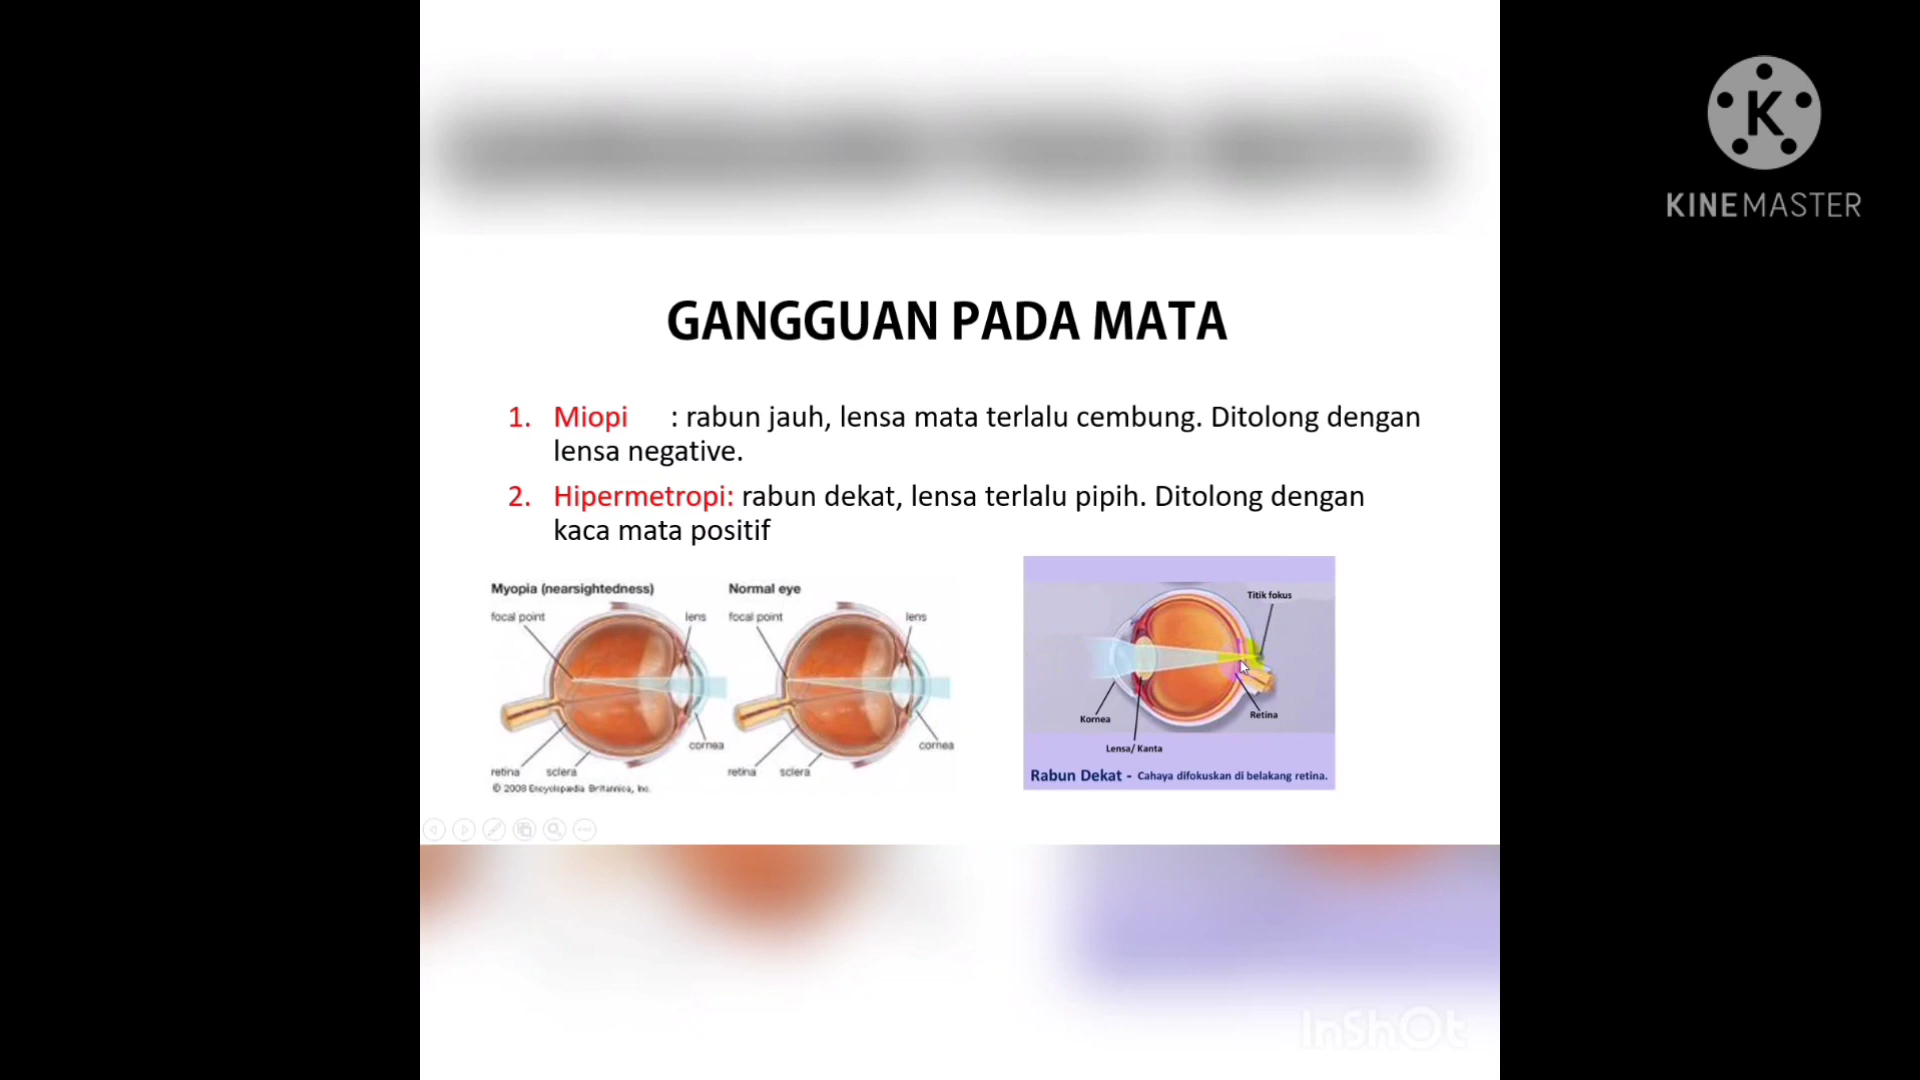 KINEMASTER
GANGGUAN PADA MATA
1. Miopi : rabun jauh, lensa mata terlalu cembung. Ditolong dengan
lensa negative.
2. Hipermetropi: rabun dekat, lensa terlalu pipih. Ditolong dengan
kaca mata positif
Myopia (nearsightedness)
focal point
lens
cornea
retina
sclera
© 2008 Encyclopædia Britannica, Inc.
Normal eye
focal point
lens
cornea
retina
sclera
Titik fokus
Kornea
Retina
Lensa/ Kanta
Rabun Dekat - Cahaya difokuskan di belakang retina.
InShOt